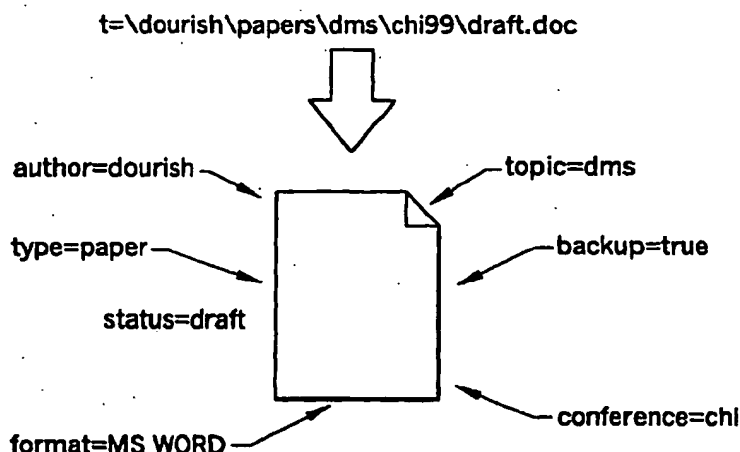 t=\dourish\papers\dms\chi99\draft.doc
author=dourish
topic=dms
type=paper
backup=true
status=draft
conference=chi
format=MS WORD